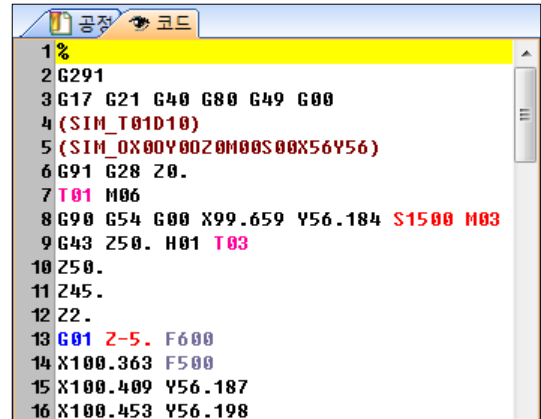 공정 코드
1 %
2 G291
3 G17 G21 G40 G80 G49 G00
4 (SIM_T01D10)
5 (SIM_OX0OY0OZ0M00S00X56Y56)
6 G91 G28 Z0.
7 T01 M06
8 G90 G54 G00 X99.659 Y56.184 S1500 M03
9 G43 Z50. H01 T03
10 Z50.
11 Z45.
12 Z2.
13 G01 Z-5. F600
14 X100.363 F500
15 X100.409 Y56.187
16 X100.453 Y56.198